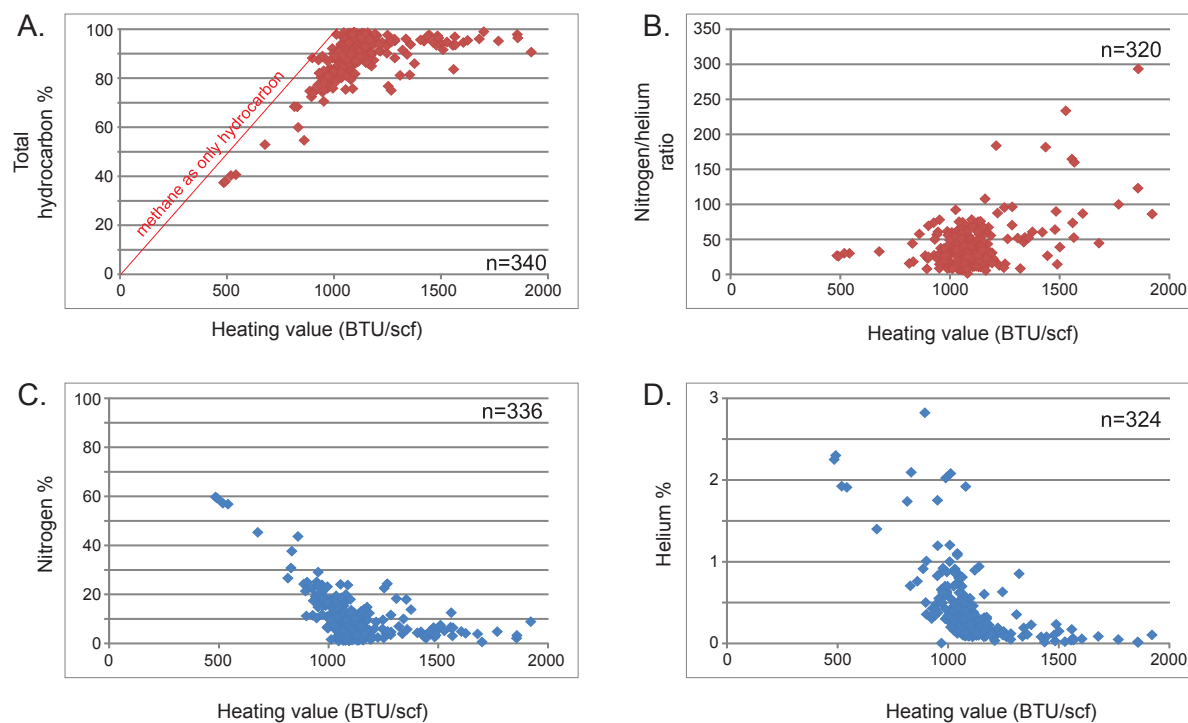 A.
100
80
60
40
20
0
Total
hydrocarbon %
methane as only hydrocarbon
n=340
0
500
1000
1500
2000
Heating value (BTU/scf)
B.
350
300
250
200
150
100
50
0
Nitrogen/helium
ratio
n=320
0
500
1000
1500
2000
Heating value (BTU/scf)
C.
100
80
60
40
20
0
Nitrogen %
n=336
0
500
1000
1500
2000
Heating value (BTU/scf)
D.
3
2
1
0
Helium %
n=324
0
500
1000
1500
2000
Heating value (BTU/scf)